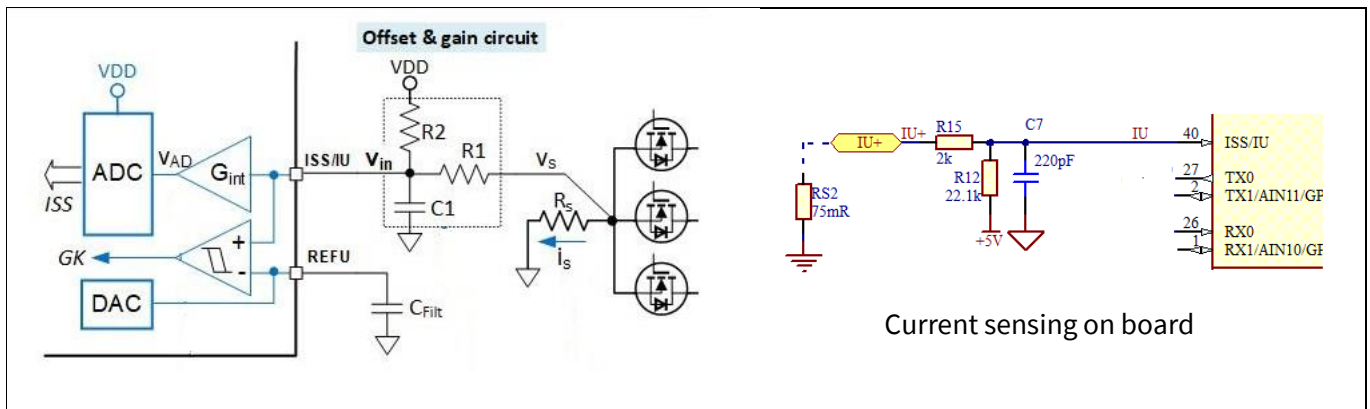 Offset & gain circuit
VDD
VDD
R2
R1
ADC
VAD
Gint
ISS/IU
Vin
Vs
ISS
C1
Rs
+
GK
-
REFU
is
DAC
CFilt
IU+
IU+
R15
2k
C7
IU
40
ISS/IU
220pF
R12
22.1k
27
TX0
2
TX1/AIN11/GP
RS2
75mR
+5V
26
RX0
1
RX1/AIN10/GP
Current sensing on board